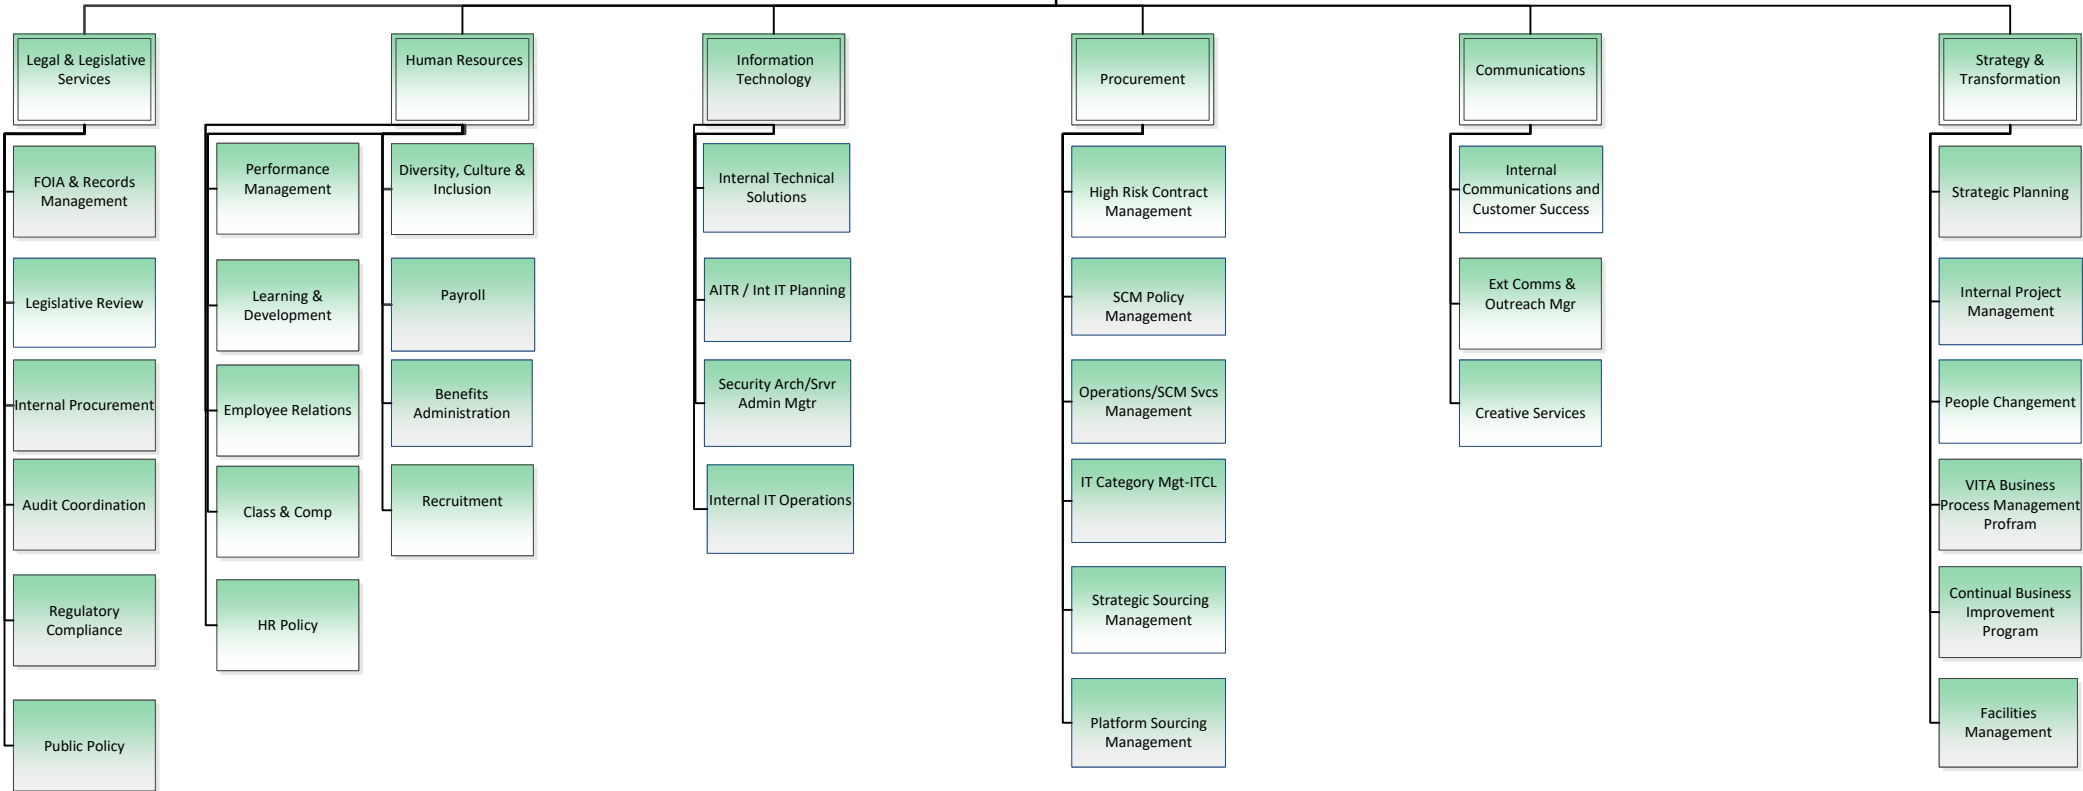 Legal & Legislative
Services
Human Resources
Information
Technology
Procurement
Communications
Strategy &
Transformation
FOIA & Records
Management
Legislative Review
Internal Procurement
Audit Coordination
Regulatory
Compliance
Public Policy
Performance
Management
Learning &
Development
Employee Relations
Class & Comp
HR Policy
Diversity, Culture &
Inclusion
Payroll
Benefits
Administration
Recruitment
Internal Technical
Solutions
AITR / Int IT Planning
Security Arch/Srvr
Admin Mgtr
Internal IT Operations
High Risk Contract
Management
SCM Policy
Management
Operations/SCM Svcs
Management
IT Category Mgt-ITCL
Strategic Sourcing
Management
Platform Sourcing
Management
Internal
Communications and
Customer Success
Ext Comms &
Outreach Mgr
Creative Services
Strategic Planning
Internal Project
Management
People Changement
VITA Business
Process Management
Profram
Continual Business
Improvement
Program
Facilities
Management